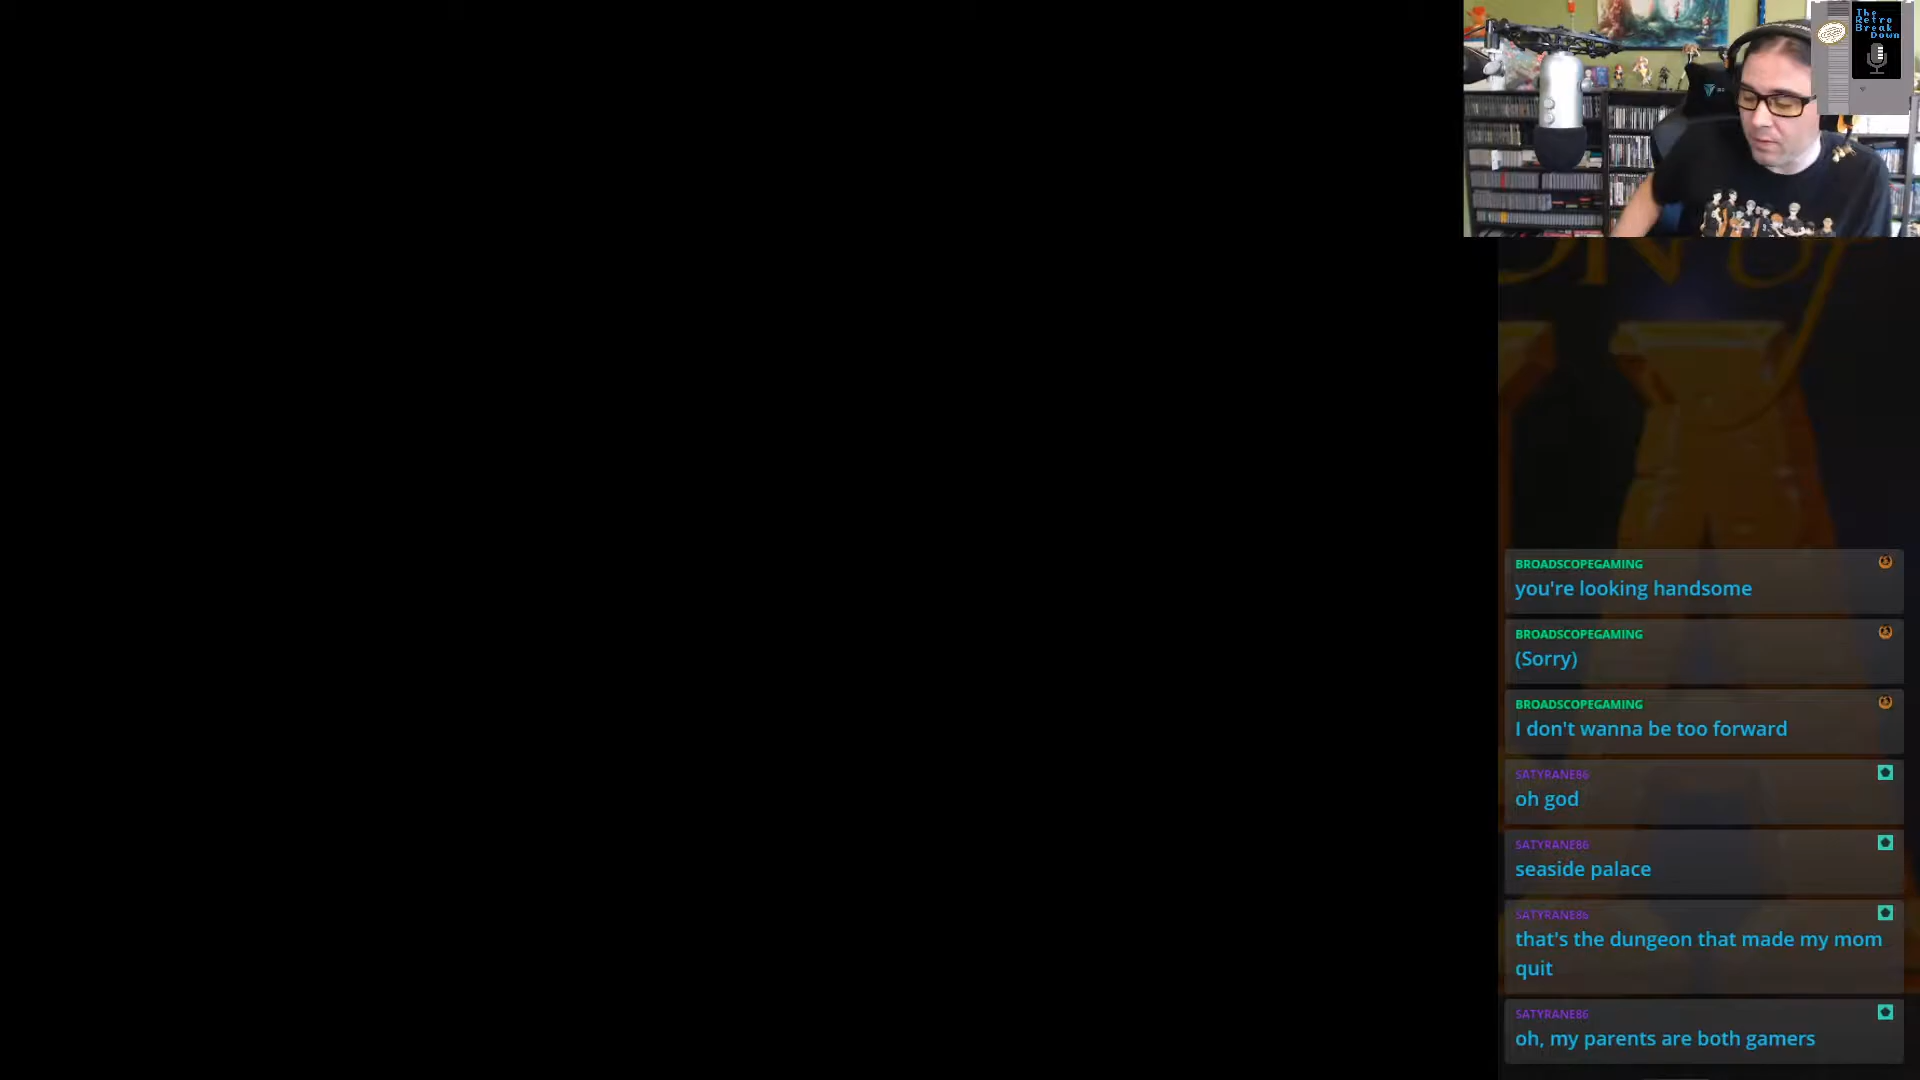 The
Retro
Break
Down
BROADSCOPEGAMING
you're looking handsome
BROADSCOPEGAMING
(Sorry)
BROADSCOPEGAMING
I don't wanna be too forward
SATYRANE86
oh god
SATYRANE86
seaside palace
SATYRANE86
that's the dungeon that made my mom
quit
SATYRANE86
oh, my parents are both gamers